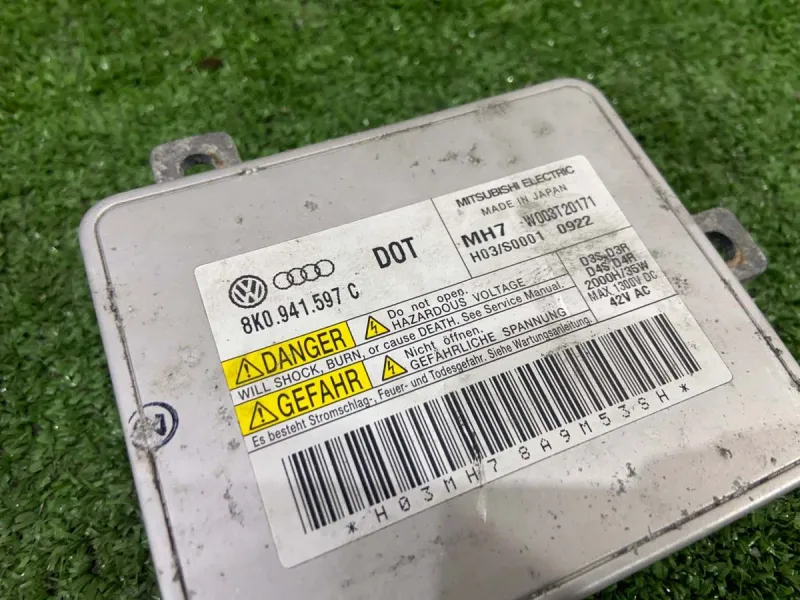 8K0.941.597 C
DOT
MITSUBISHI ELECTRIC
MADE IN JAPAN
MH7 W003T20171
H03/S0001 0922
D3S, D3R
D4S, D4R
2000H/35W
MAX.1300V DC
42V AC
DANGER
Do not open.
HAZARDOUS VOLTAGE
WILL SHOCK, BURN, or cause DEATH. See Service Manual.
GEFAHR
Nicht öffnen.
GEFÄHRLICHE SPANNUNG
Es besteht Stromschlag-, Feuer- und Todesgefahr. Siehe Wartungsanleitung.
*H03MH78A9M53SH*